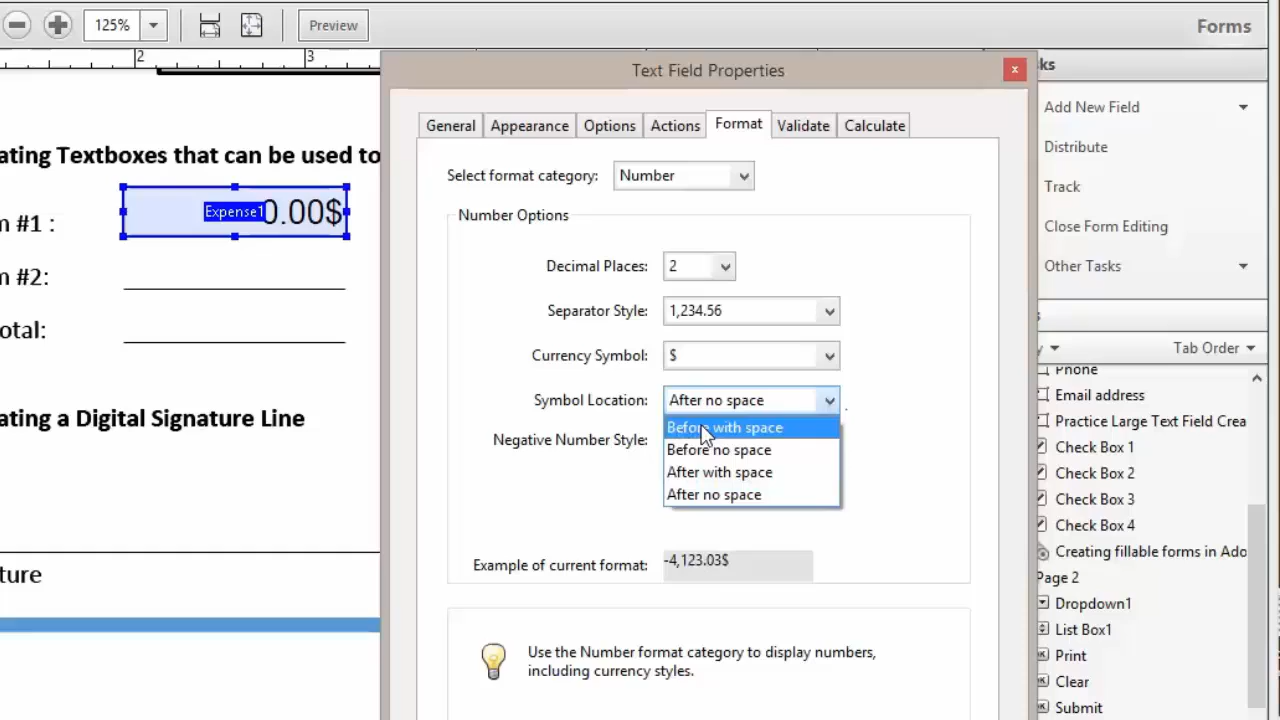 125%
Preview
Forms
2
3
Text Field Properties
x
ks
General
Appearance
Options
Actions
Format
Validate
Calculate
Add New Field
Distribute
Track
Close Form Editing
Other Tasks
ating Textboxes that can be used to
m #1 :
Expense1
0.00$
m #2:
otal:
ating a Digital Signature Line
ture
Select format category:
Number
Number Options
Decimal Places:
2
Separator Style:
1,234.56
Currency Symbol:
$
Symbol Location:
After no space
Before with space
Before no space
After with space
After no space
Negative Number Style:
Example of current format:
-4,123.03$
Use the Number format category to display numbers,
including currency styles.
s
y
Tab Order
Phone
Email address
Practice Large Text Field Crea
Check Box 1
Check Box 2
Check Box 3
Check Box 4
Creating fillable forms in Ado
Page 2
Dropdown1
List Box1
Print
Clear
Submit